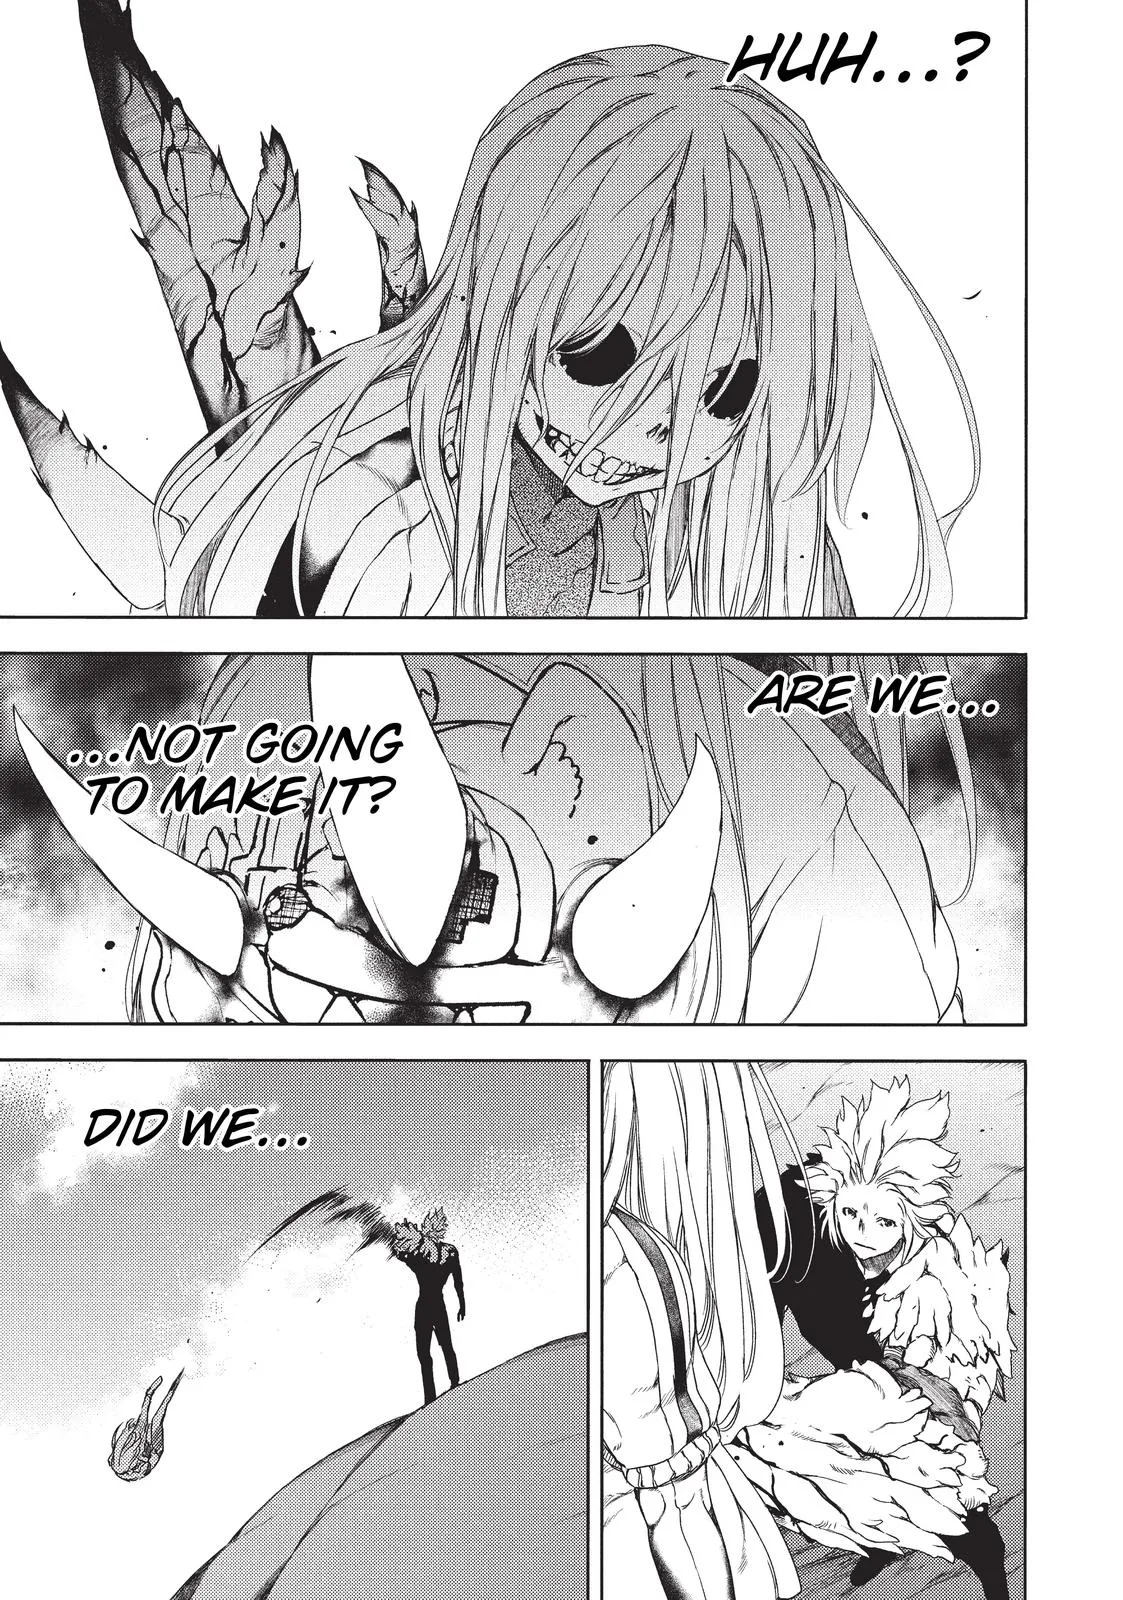 HUH...?
ARE WE...
...NOT GOING
TO MAKE IT?
DID WE...